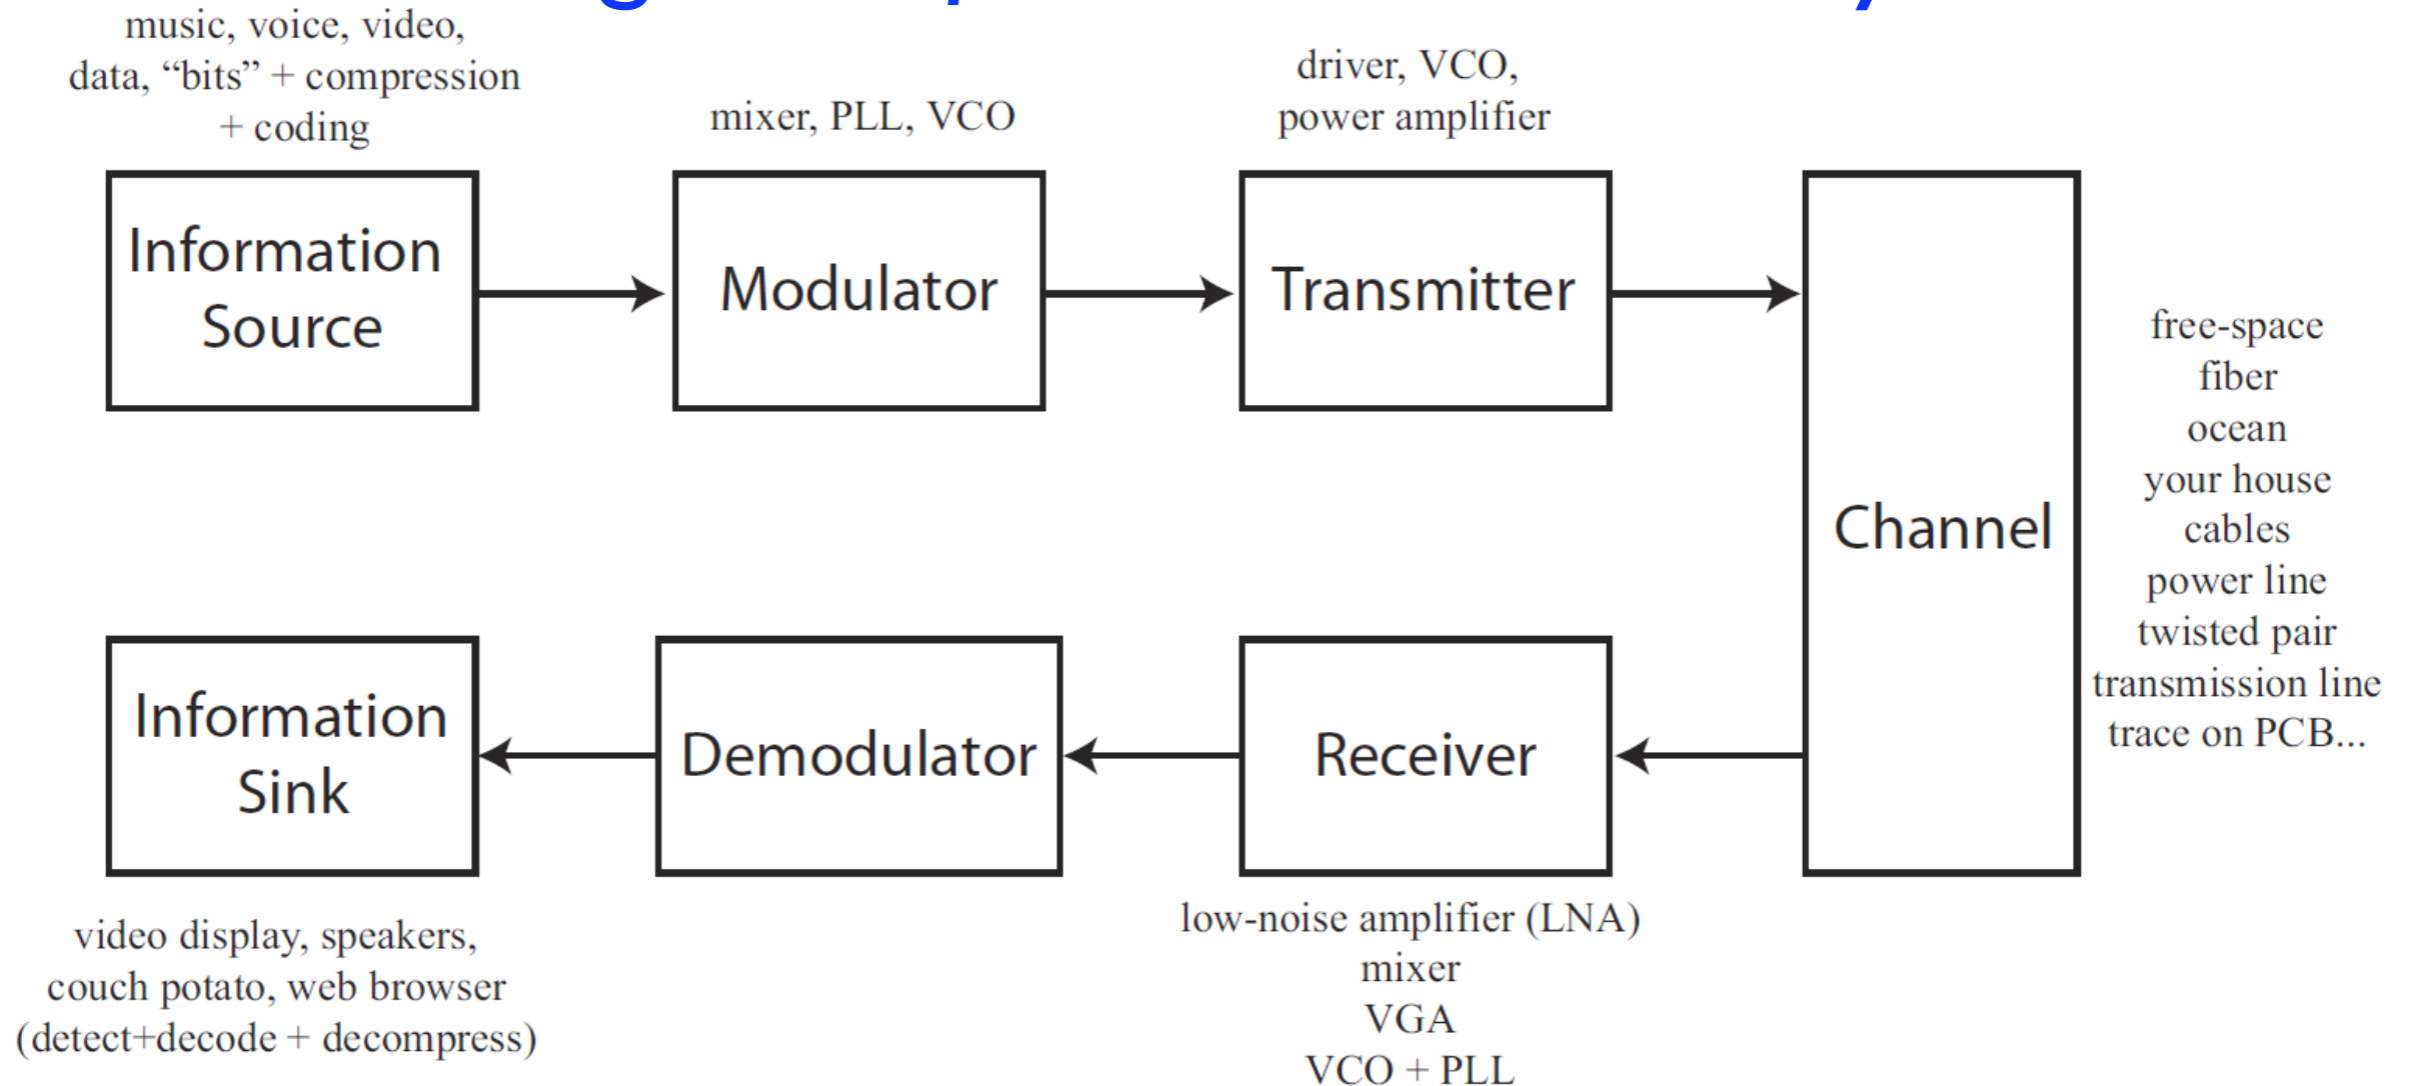 music, voice, video,
data, “bits” + compression
+ coding
mixer, PLL, VCO
driver, VCO,
power amplifier
Information
Source
Modulator
Transmitter
Channel
free-space
fiber
ocean
your house
cables
power line
twisted pair
transmission line
trace on PCB...
Information
Sink
Demodulator
Receiver
video display, speakers,
couch potato, web browser
(detect+decode + decompress)
low-noise amplifier (LNA)
mixer
VGA
VCO + PLL